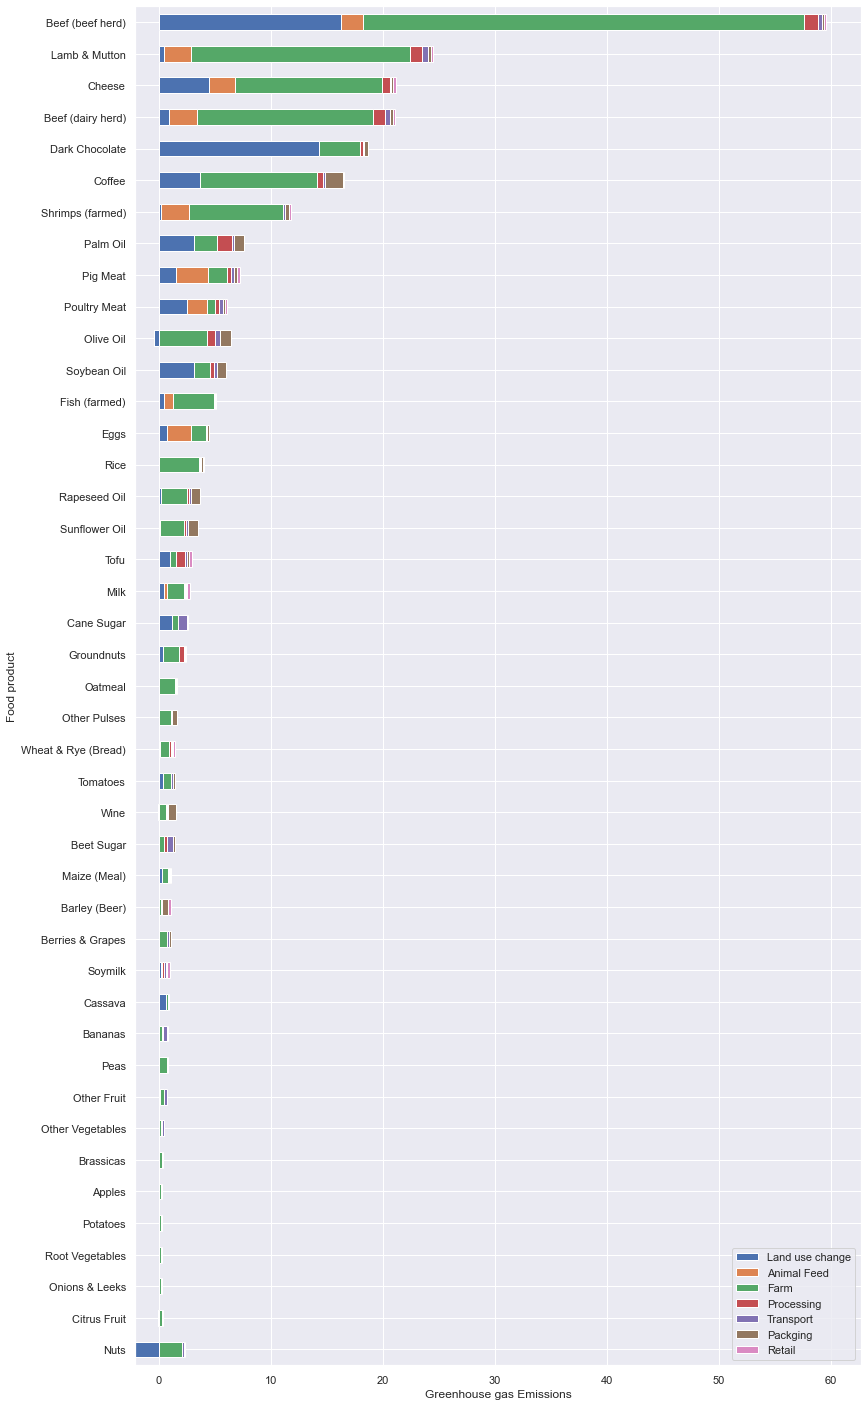 Beef (beef herd)
Lamb & Mutton
Cheese
Beef (dairy herd)
Dark Chocolate
Coffee
Shrimps (farmed)
Palm Oil
Pig Meat
Poultry Meat
Olive Oil
Soybean Oil
Fish (farmed)
Eggs
Rice
Rapeseed Oil
Sunflower Oil
Tofu
Milk
Cane Sugar
Groundnuts
Oatmeal
Other Pulses
Wheat & Rye (Bread)
Tomatoes
Wine
Beet Sugar
Maize (Meal)
Barley (Beer)
Berries & Grapes
Soymilk
Cassava
Bananas
Peas
Other Fruit
Other Vegetables
Brassicas
Apples
Potatoes
Root Vegetables
Onions & Leeks
Citrus Fruit
Nuts
Food product
Land use change
Animal Feed
Farm
Processing
Transport
Packging
Retail
0 10 20 30 40 50 60
Greenhouse gas Emissions